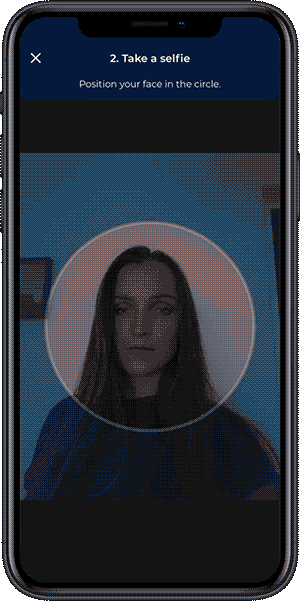 2. Take a selfie
Position your face in the circle.